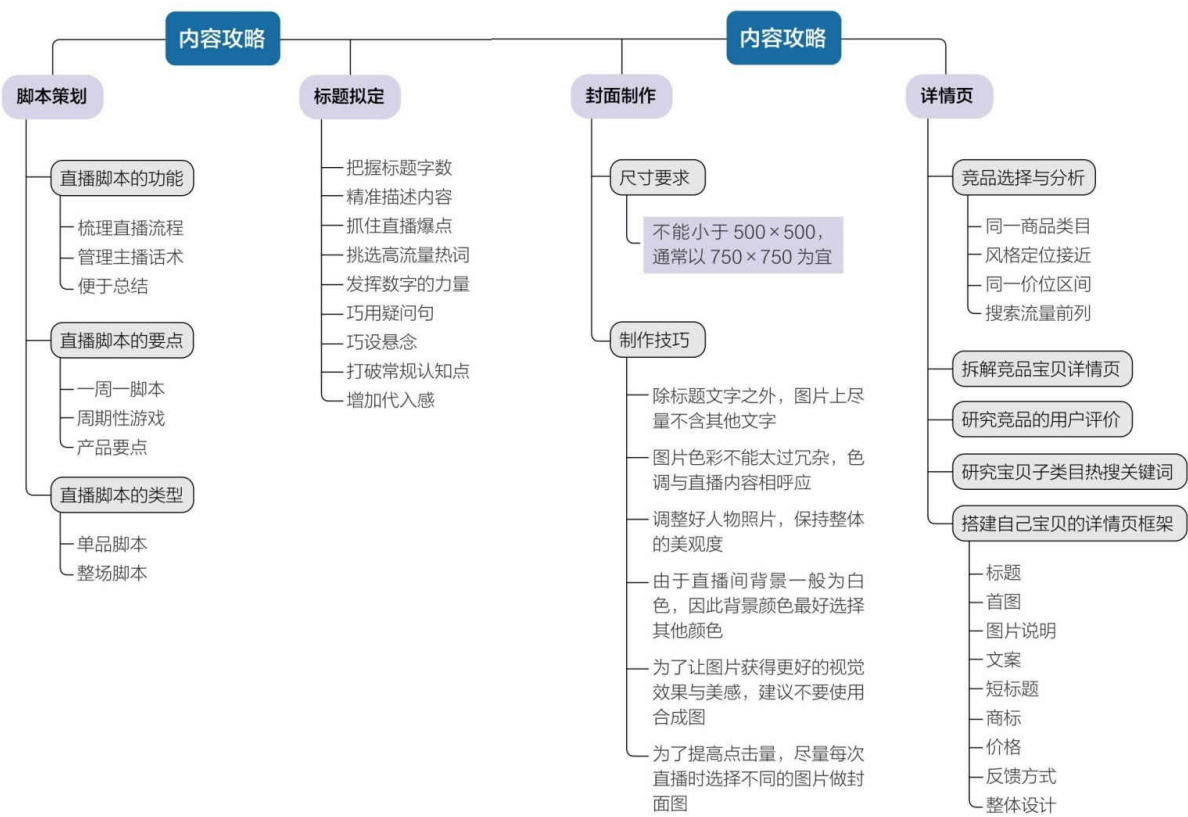 内容攻略
内容攻略
脚本策划
直播脚本的功能
梳理直播流程
管理主播话术
便于总结
直播脚本的要点
一周一脚本
周期性游戏
产品要点
直播脚本的类型
单品脚本
整场脚本
标题拟定
把握标题字数
精准描述内容
抓住直播爆点
挑选高流量热词
发挥数字的力量
巧用疑问句
巧设悬念
打破常规认知点
增加代入感
封面制作
尺寸要求
不能小于 500×500，
通常以 750×750 为宜
制作技巧
除标题文字之外，图片上尽
量不含其他文字
图片色彩不能太过冗杂，色
调与直播内容相呼应
调整好人物照片，保持整体
的美观度
由于直播间背景一般为白
色，因此背景颜色最好选择
其他颜色
为了让图片获得更好的视觉
效果与美感，建议不要使用
合成图
为了提高点击量，尽量每次
直播时选择不同的图片做封
面图
详情页
竞品选择与分析
同一商品类目
风格定位接近
同一价位区间
搜索流量前列
拆解竞品宝贝详情页
研究竞品的用户评价
研究宝贝子类目热搜关键词
搭建自己宝贝的详情页框架
标题
首图
图片说明
文案
短标题
商标
价格
反馈方式
整体设计